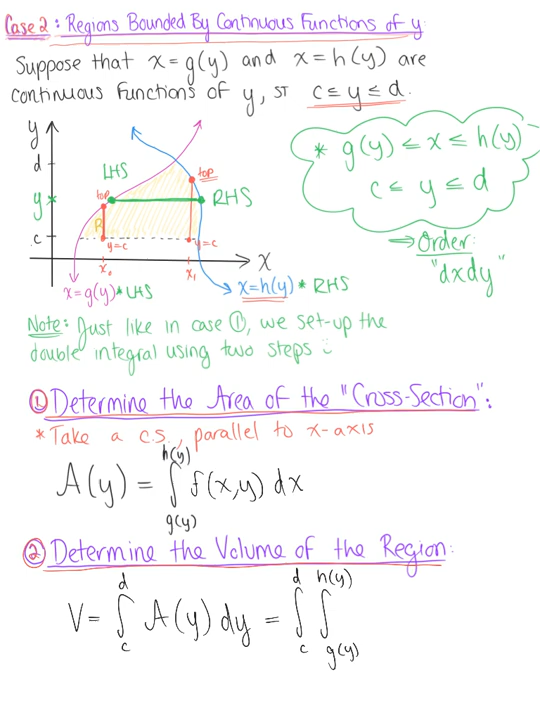 Case 2: Regions Bounded By Continuous Functions of y
Suppose that x = g(y) and x = h(y) are
continuous functions of y, st c ≤ y ≤ d.
y
d
LHS
top
top
y*
RHS
R
c
y=c
y=c
x₀
x₁
x
x=g(y)*LHS
x=h(y)* RHS
* g(y) ≤ x ≤ h(y)
c ≤ y ≤ d
⇒ Order:
"dxdy"
Note: Just like in case ①, we set-up the
double integral using two steps :
① Determine the Area of the "Cross-Section":
* Take a c.s., parallel to x-axis
A(y) = ∫_{g(y)}^{h(y)} f(x,y) dx
② Determine the Volume of the Region:
V = ∫_c^d A(y) dy = ∫_c^d ∫_{g(y)}^{h(y)}